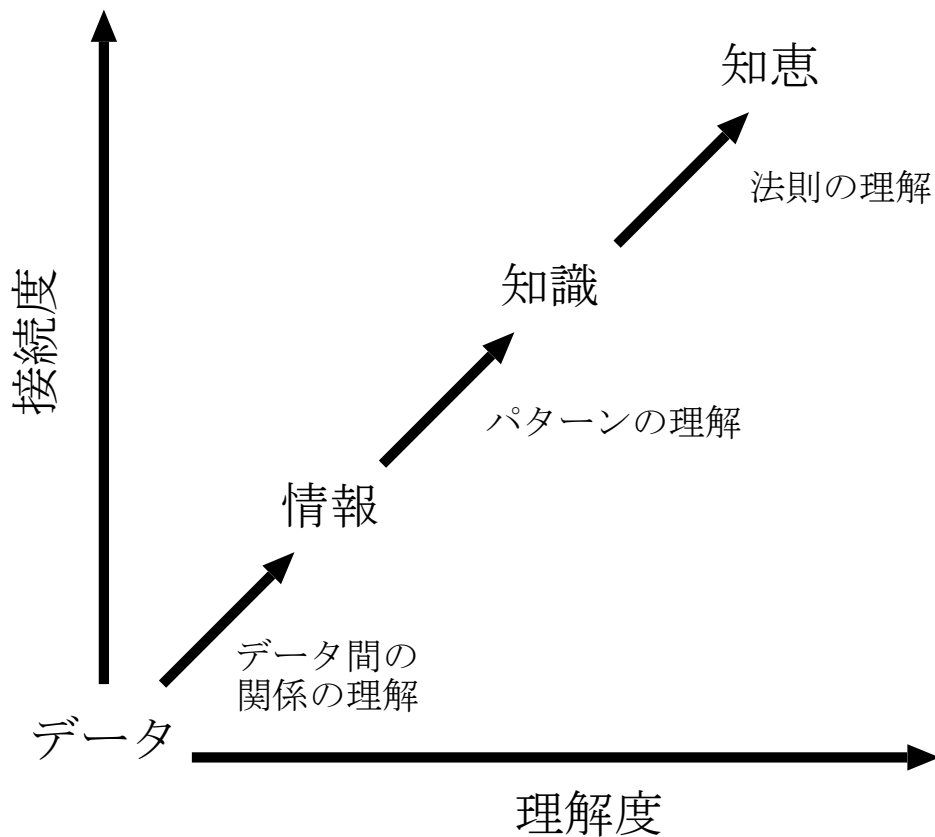 知恵
法則の理解
知識
接続度
パターンの理解
情報
データ間の
関係の理解
データ
理解度